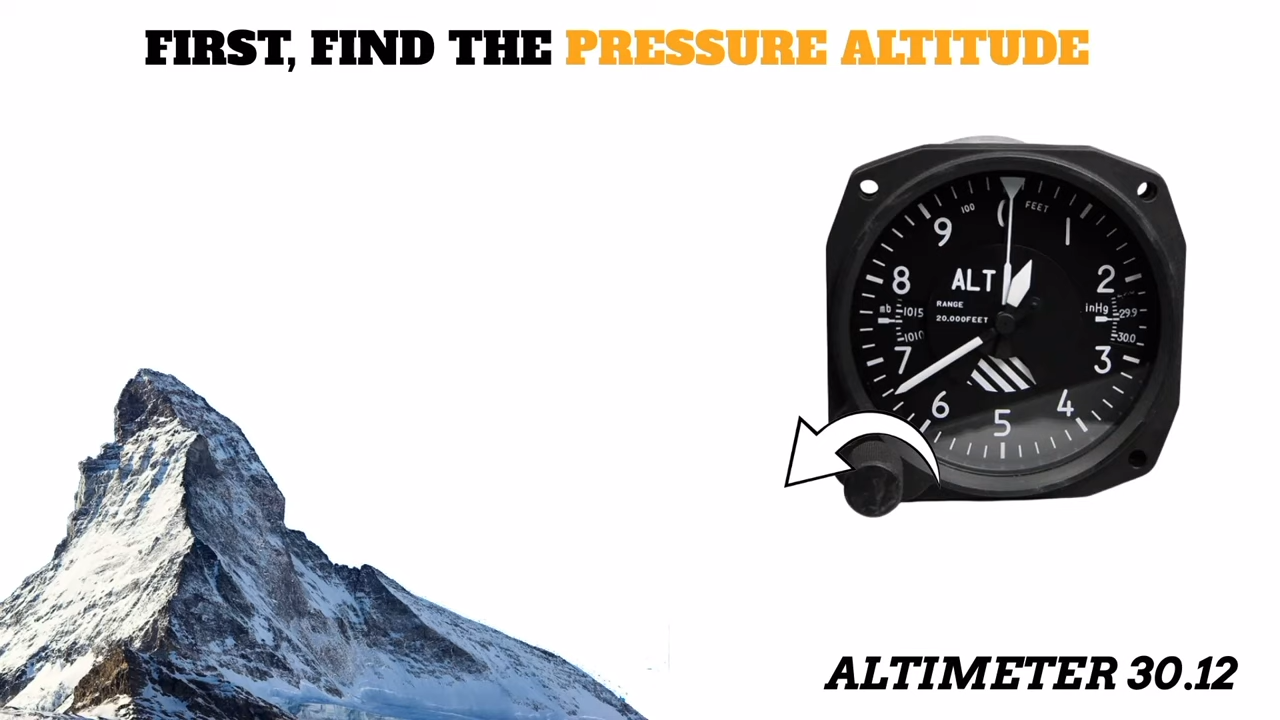 FIRST, FIND THE PRESSURE ALTITUDE
100 FEET
9 1
8 ALT 2
RANGE
20,000FEET
mb 1015 inHg 29.9
1010 30.0
7 3
6 4
5
ALTIMETER 30.12